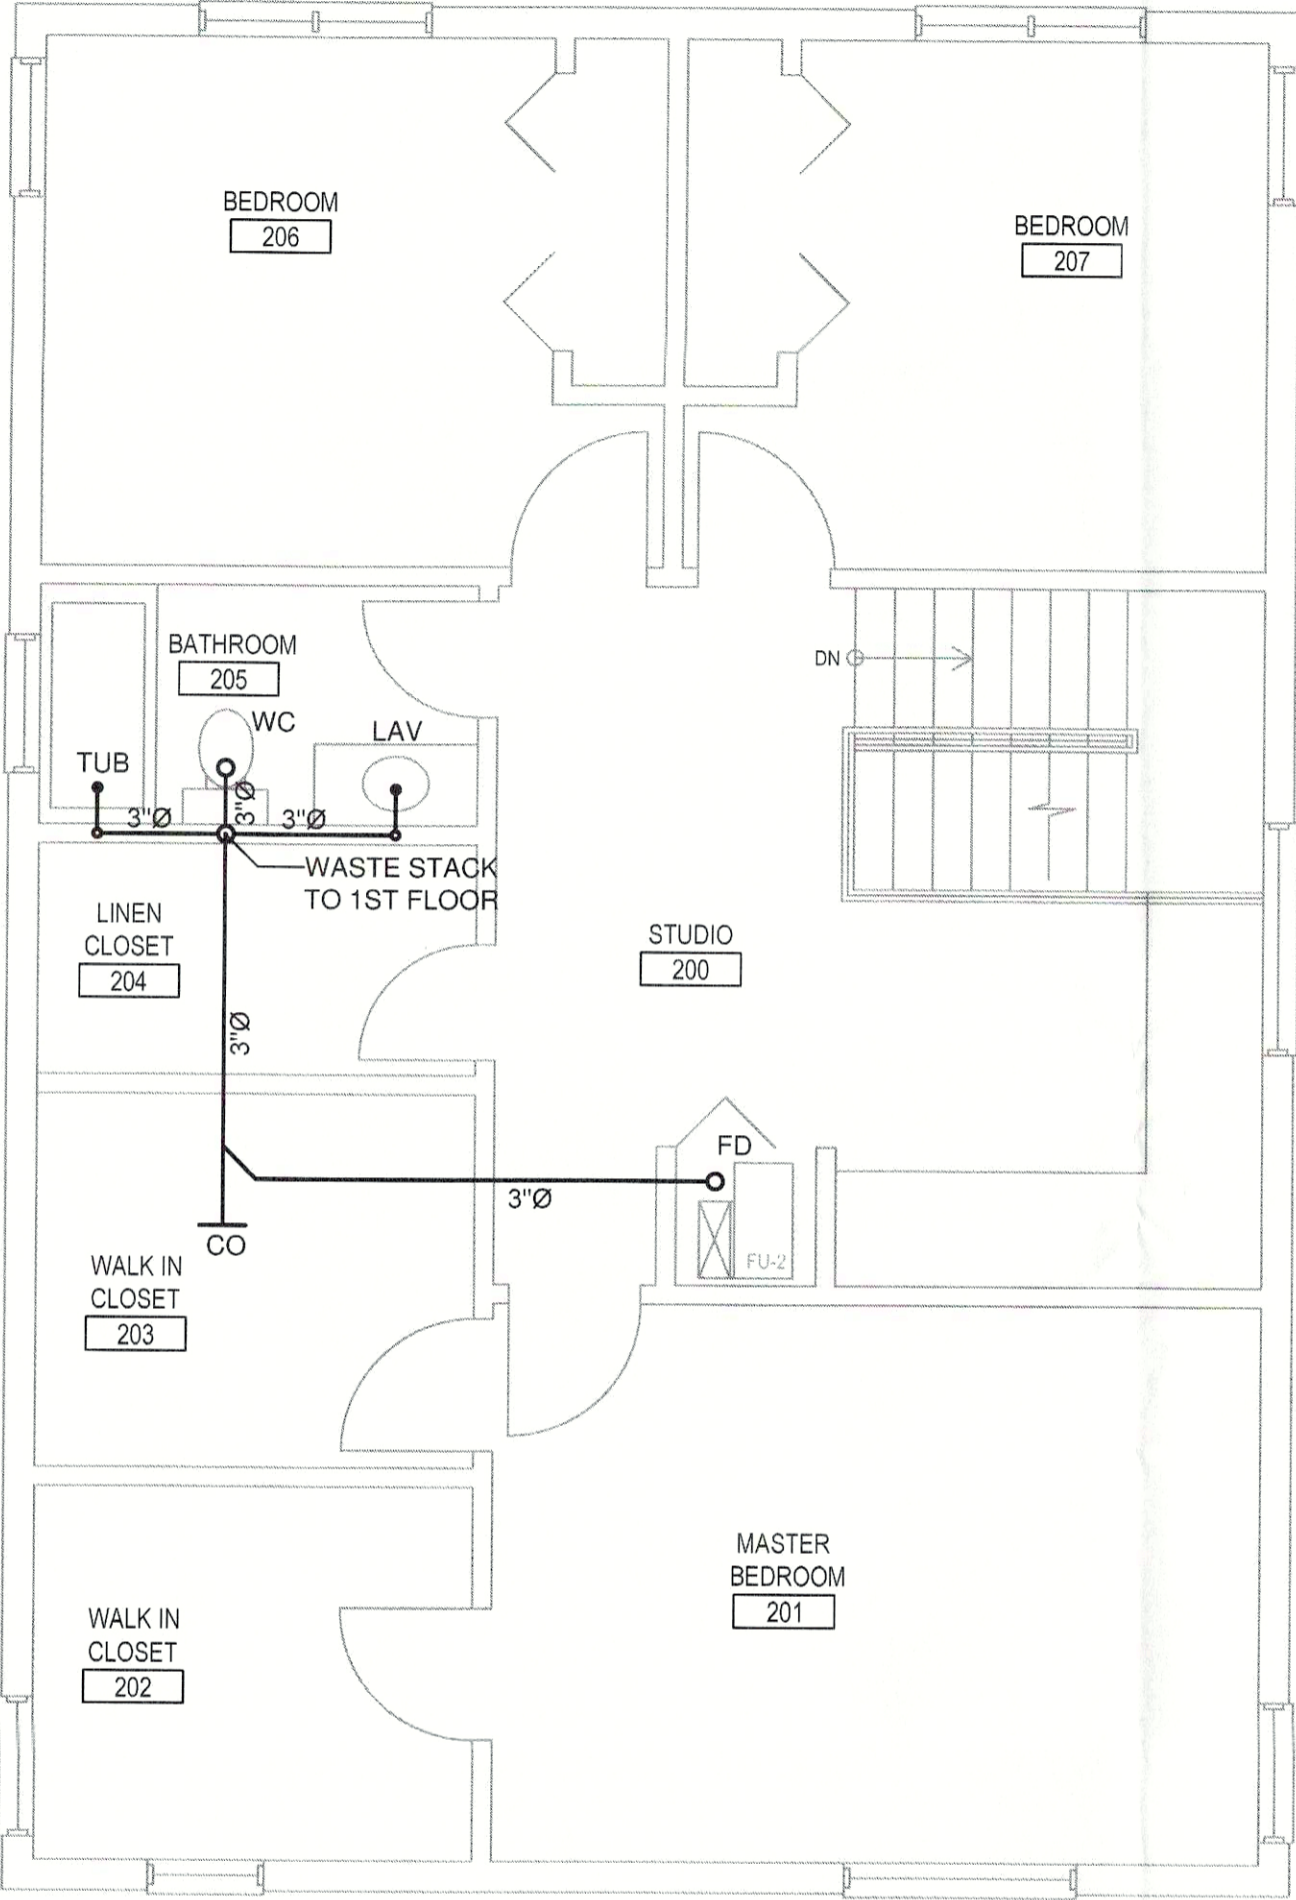 BEDROOM
206
BEDROOM
207
BATHROOM
205
WC
LAV
TUB
3"Ø
3"Ø
3"Ø
WASTE STACK
TO 1ST FLOOR
DN
LINEN
CLOSET
204
STUDIO
200
3"Ø
FD
3"Ø
FU-2
CO
WALK IN
CLOSET
203
MASTER
BEDROOM
201
WALK IN
CLOSET
202